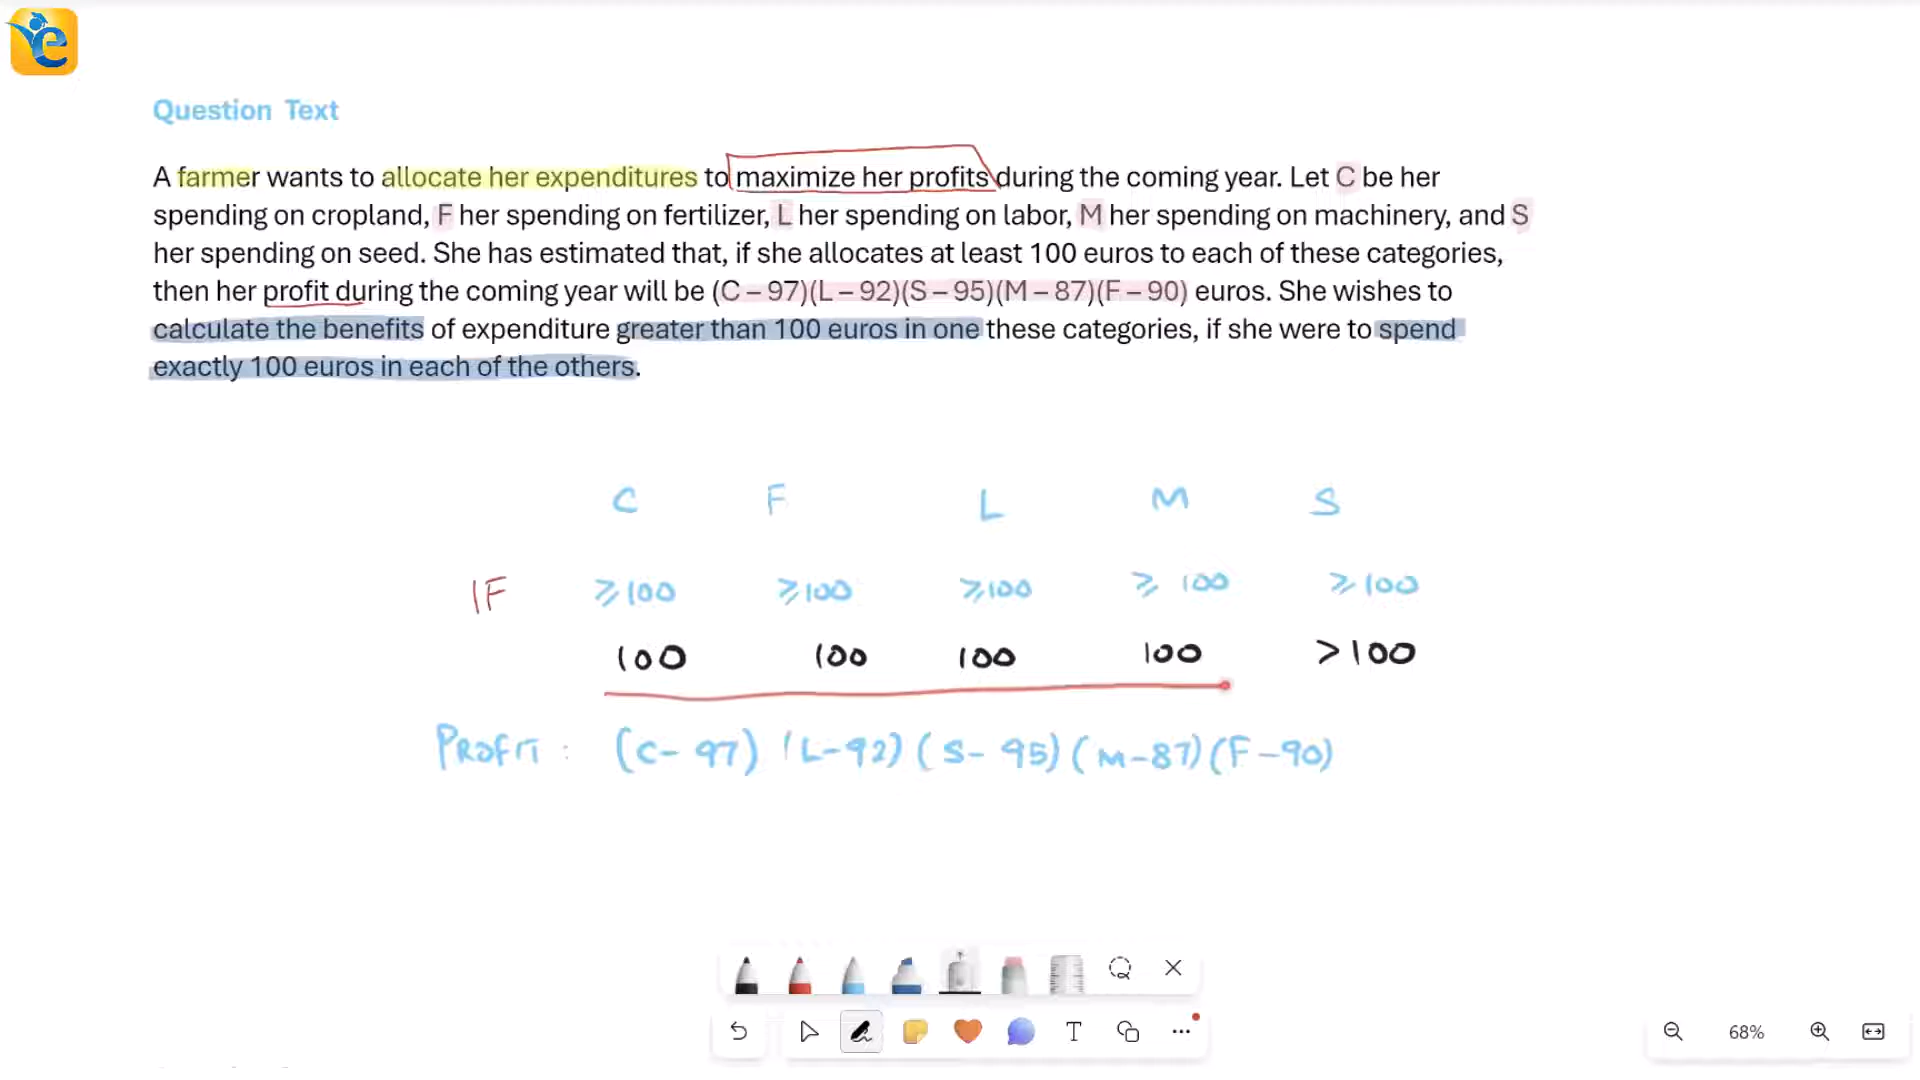 Question Text
A farmer wants to allocate her expenditures to maximize her profits during the coming year. Let C be her
spending on cropland, F her spending on fertilizer, L her spending on labor, M her spending on machinery, and S
her spending on seed. She has estimated that, if she allocates at least 100 euros to each of these categories,
then her profit during the coming year will be (C – 97)(L – 92)(S – 95)(M – 87)(F – 90) euros. She wishes to
calculate the benefits of expenditure greater than 100 euros in one these categories, if she were to spend
exactly 100 euros in each of the others.
C F L M S
IF ≥100 ≥100 ≥100 ≥ 100 ≥100
100 100 100 100 >100
PROFIT : (C- 97) (L-92) (S- 95) (M-87) (F-90)
68%